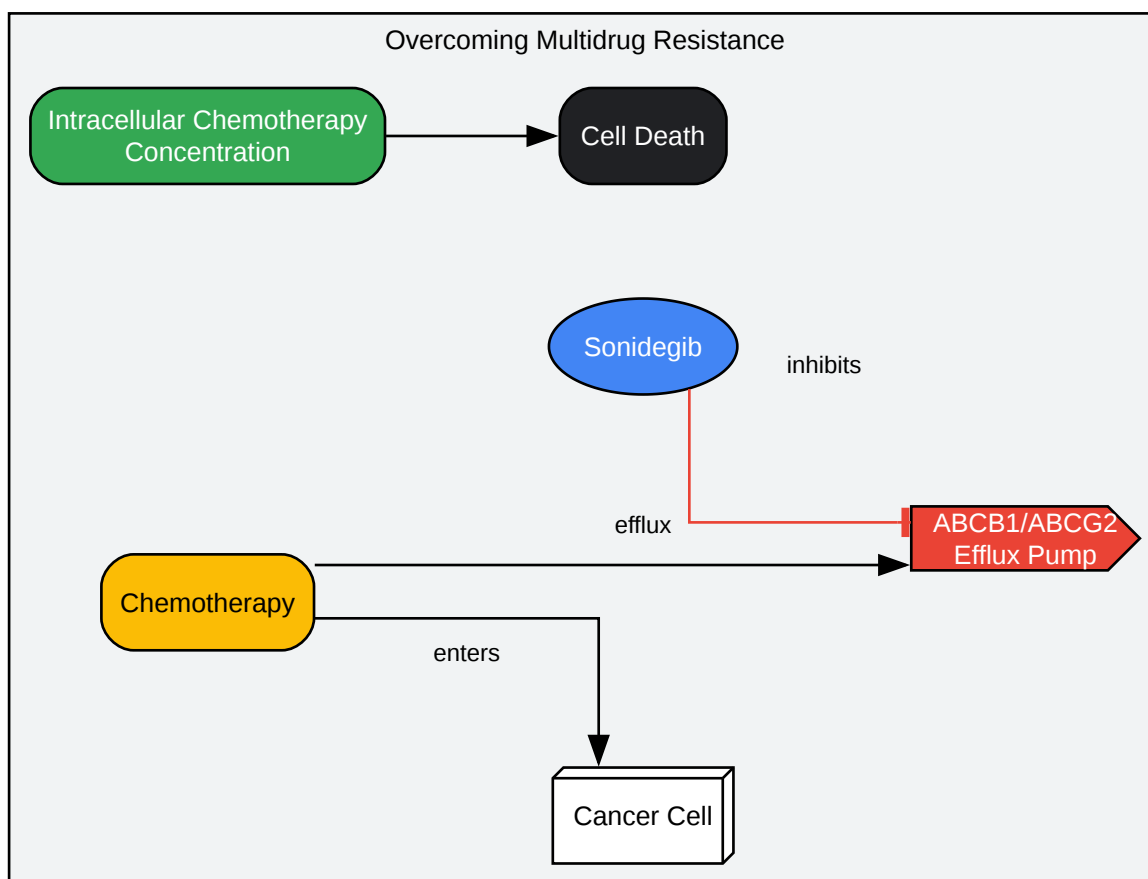 Overcoming Multidrug Resistance
Intracellular Chemotherapy
Concentration
Cell Death
Sonidegib
inhibits
efflux
ABCB1/ABCG2
Efflux Pump
Chemotherapy
enters
Cancer Cell